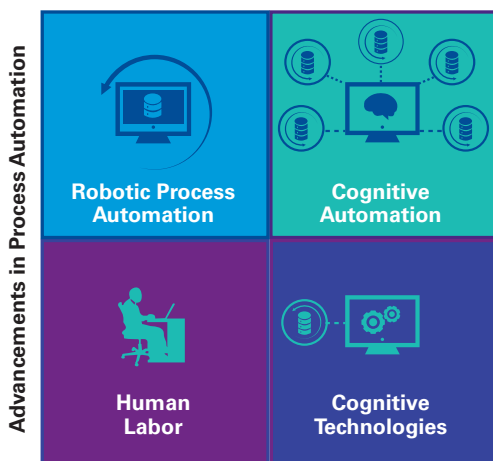 Advancements in Process Automation
Robotic Process
Automation
Cognitive
Automation
Human
Labor
Cognitive
Technologies